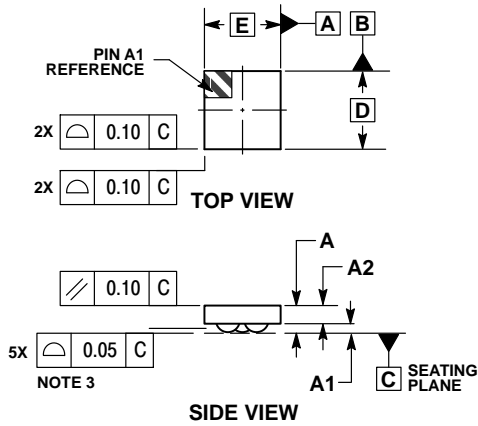 E
A
B
PIN A1
REFERENCE
D
2X 0.10 C
2X 0.10 C
TOP VIEW
A
A2
0.10 C
5X 0.05 C
NOTE 3
A1
C SEATING
PLANE
SIDE VIEW